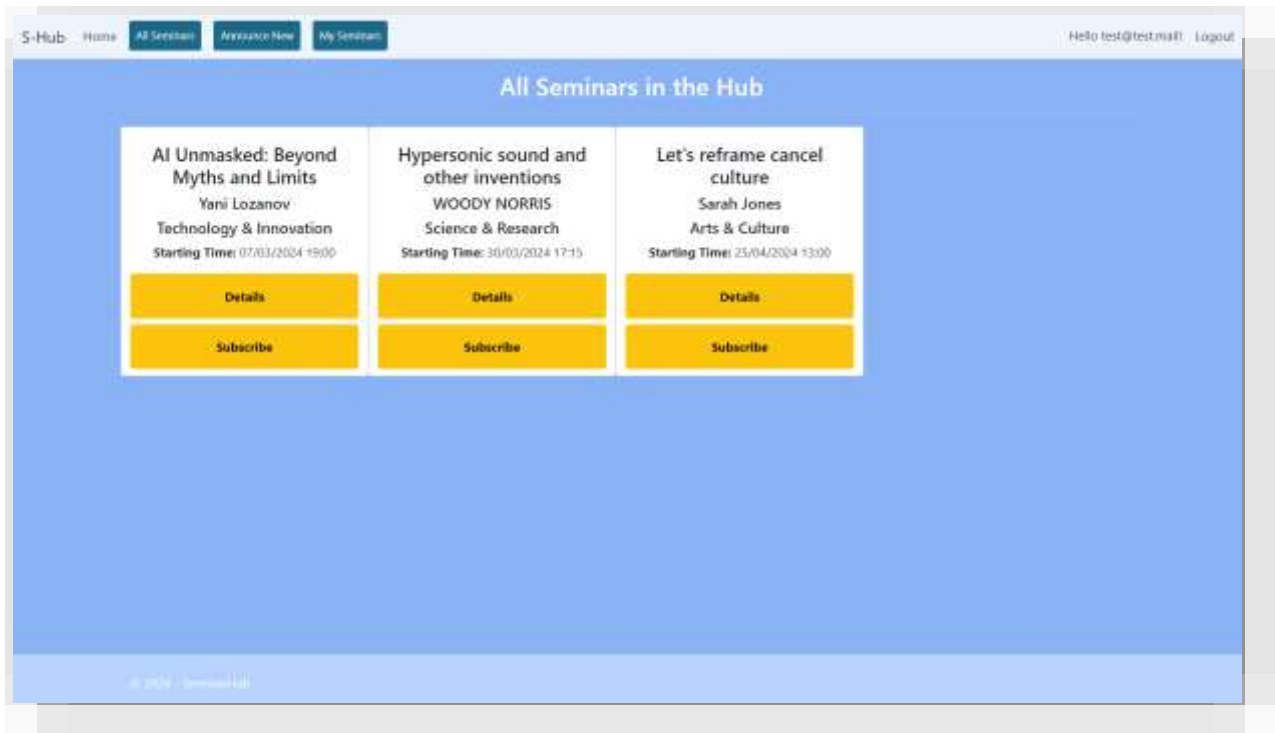 S-Hub Home All Seminars Announce New My Seminars Hello test@test.mail! Logout
All Seminars in the Hub
AI Unmasked: Beyond
Myths and Limits
Yani Lozanov
Technology & Innovation
Starting Time: 07/03/2024 19:00
Details
Subscribe
Hypersonic sound and
other inventions
WOODY NORRIS
Science & Research
Starting Time: 30/03/2024 17:15
Details
Subscribe
Let's reframe cancel
culture
Sarah Jones
Arts & Culture
Starting Time: 25/04/2024 13:00
Details
Subscribe
© 2024 - SeminarHub